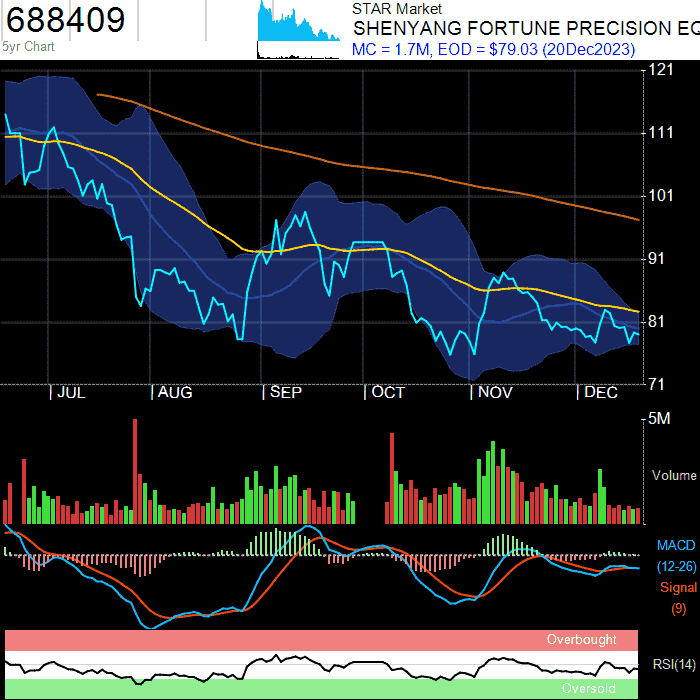 688409
5yr Chart
STAR Market
SHENYANG FORTUNE PRECISION EQ
MC = 1.7M, EOD = $79.03 (20Dec2023)
121
111
101
91
81
71
JUL AUG SEP OCT NOV DEC
5M
Volume
MACD
(12-26)
Signal
(9)
Overbought
RSI(14)
Oversold